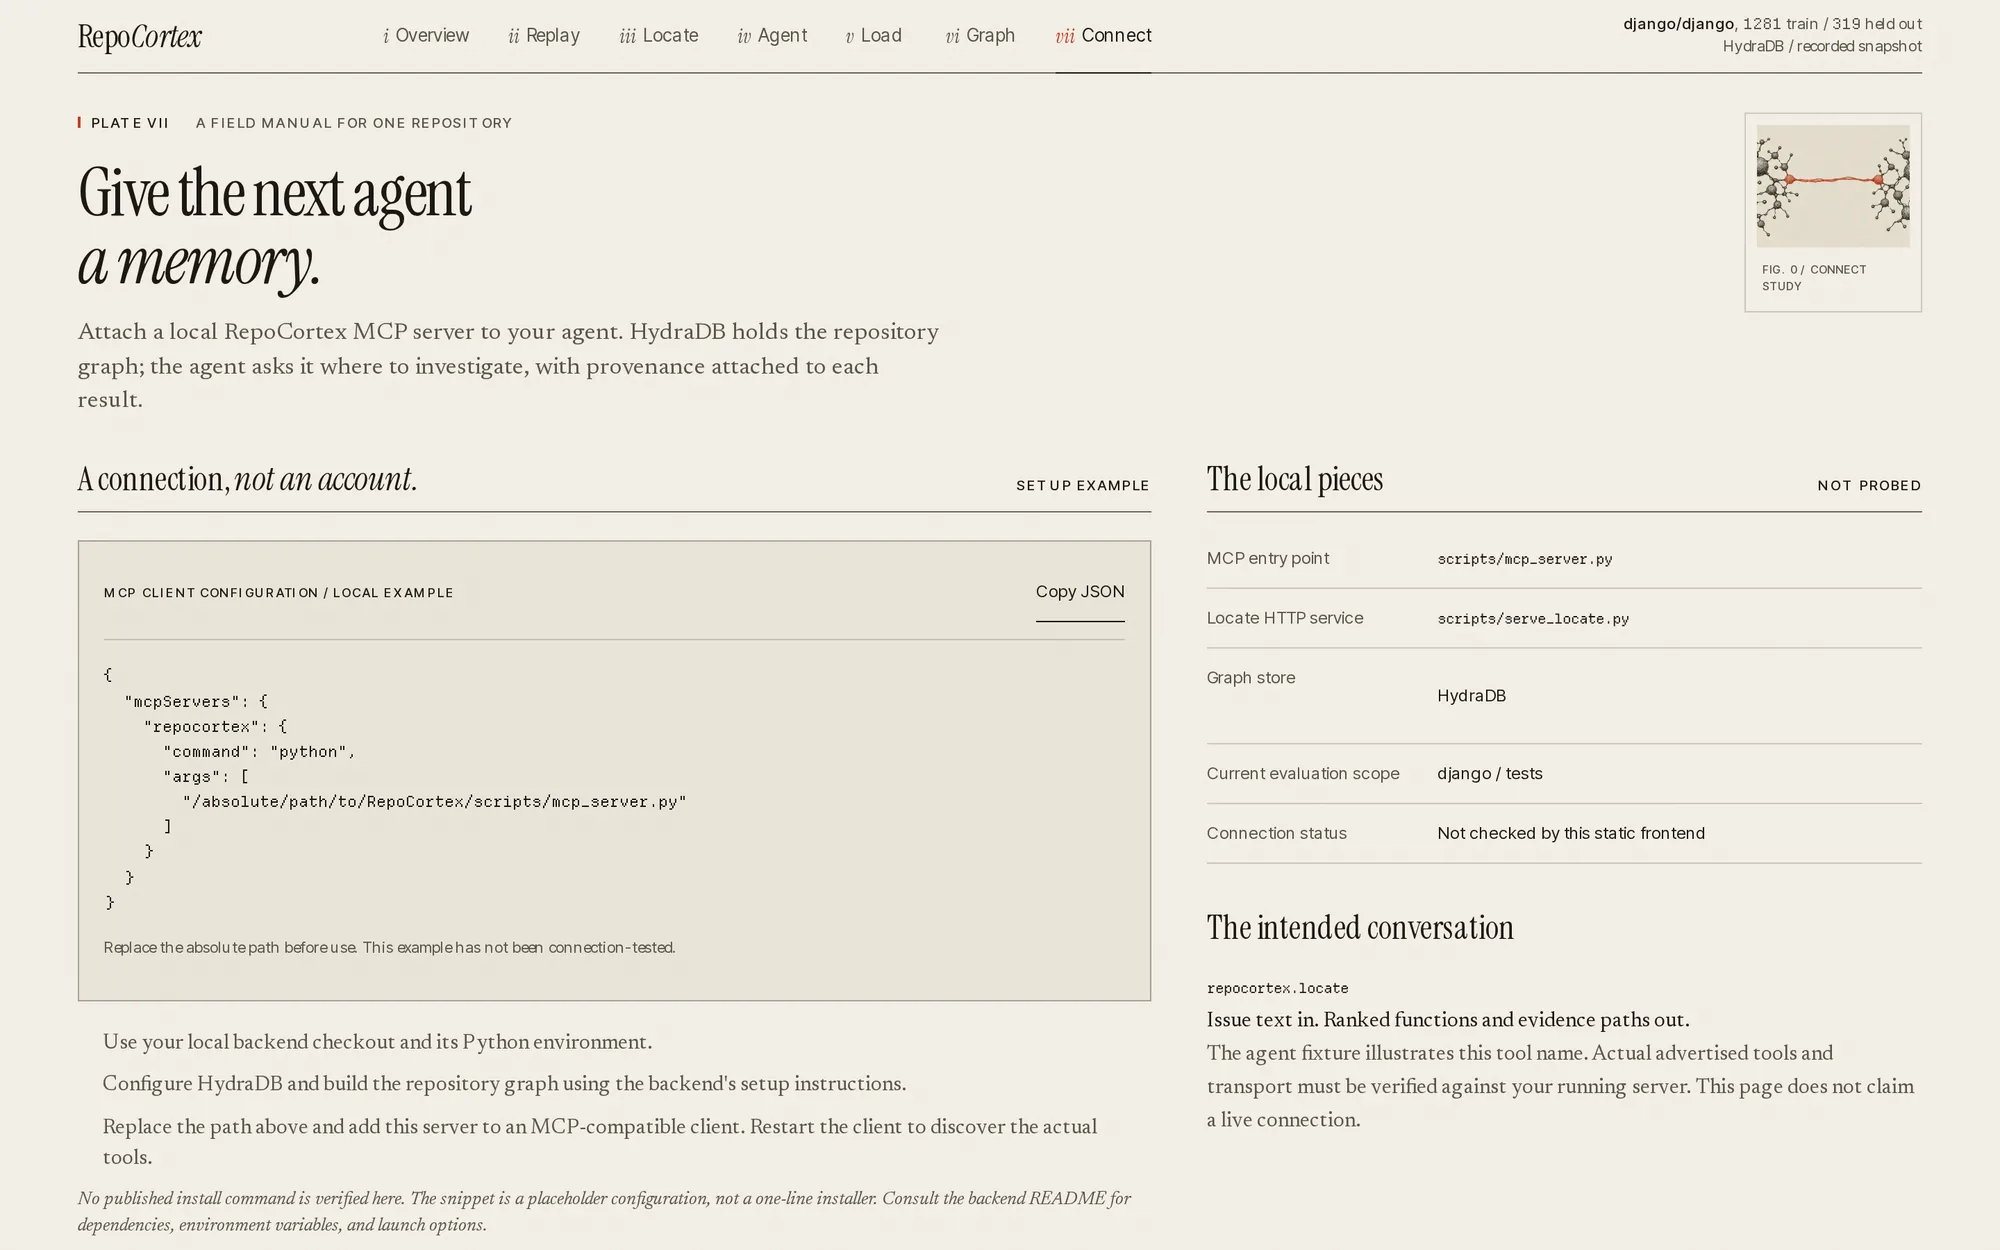 RepoCortex
i Overview
ii Replay
iii Locate
iv Agent
v Load
vi Graph
vii Connect
django/django, 1281 train / 319 held out
HydraDB / recorded snapshot
PLATE VII A FIELD MANUAL FOR ONE REPOSITORY
Give the next agent
a memory.
Attach a local RepoCortex MCP server to your agent. HydraDB holds the repository
graph; the agent asks it where to investigate, with provenance attached to each
result.
FIG. 0 / CONNECT
STUDY
A connection, not an account.
SETUP EXAMPLE
MCP CLIENT CONFIGURATION / LOCAL EXAMPLE
Copy JSON
{
  "mcpServers": {
    "repocortex": {
      "command": "python",
      "args": [
        "/absolute/path/to/RepoCortex/scripts/mcp_server.py"
      ]
    }
  }
}
Replace the absolute path before use. This example has not been connection-tested.
Use your local backend checkout and its Python environment.
Configure HydraDB and build the repository graph using the backend's setup instructions.
Replace the path above and add this server to an MCP-compatible client. Restart the client to discover the actual
tools.
No published install command is verified here. The snippet is a placeholder configuration, not a one-line installer. Consult the backend README for
dependencies, environment variables, and launch options.
The local pieces
NOT PROBED
MCP entry point scripts/mcp_server.py
Locate HTTP service scripts/serve_locate.py
Graph store HydraDB
Current evaluation scope django / tests
Connection status Not checked by this static frontend
The intended conversation
repocortex.locate
Issue text in. Ranked functions and evidence paths out.
The agent fixture illustrates this tool name. Actual advertised tools and
transport must be verified against your running server. This page does not claim
a live connection.